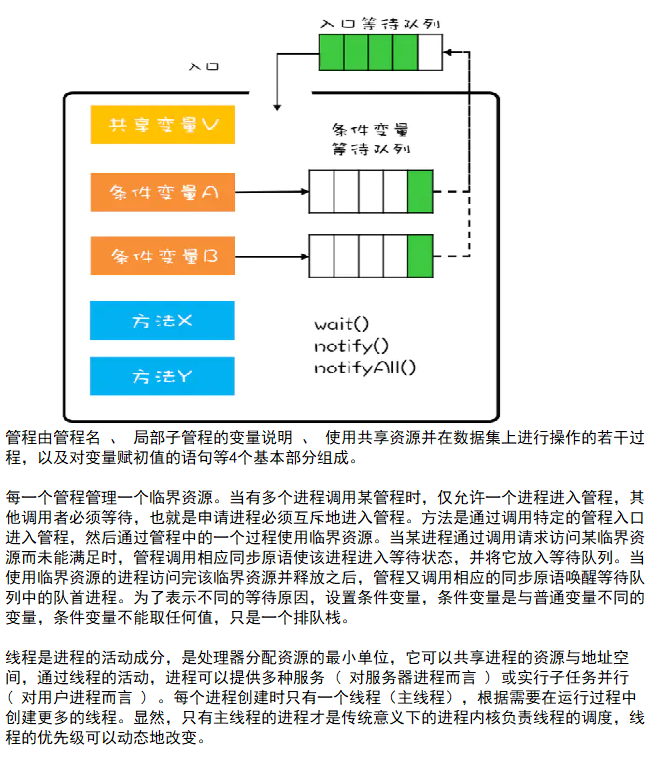 入口等待队列
入口
共享变量V
条件变量
等待队列
条件变量A
条件变量B
方法X
wait()
notify()
notifyAll()
方法Y
管程由管程名 、 局部子管程的变量说明 、 使用共享资源并在数据集上进行操作的若干过
程，以及对变量赋初值的语句等4个基本部分组成。
每一个管程管理一个临界资源。当有多个进程调用某管程时，仅允许一个进程进入管程，其
他调用者必须等待，也就是申请进程必须互斥地进入管程。方法是通过调用特定的管程入口
进入管程，然后通过管程中的一个过程使用临界资源。当某进程通过调用请求访问某临界资
源而未能满足时，管程调用相应同步原语使该进程进入等待状态，并将它放入等待队列。当
使用临界资源的进程访问完该临界资源并释放之后，管程又调用相应的同步原语唤醒等待队
列中的队首进程。为了表示不同的等待原因，设置条件变量，条件变量是与普通变量不同的
变量，条件变量不能取任何值，只是一个排队栈。
线程是进程的活动成分，是处理器分配资源的最小单位，它可以共享进程的资源与地址空
间，通过线程的活动，进程可以提供多种服务（ 对服务器进程而言 ）或实行子任务并行
（ 对用户进程而言 ）。每个进程创建时只有一个线程（主线程），根据需要在运行过程中
创建更多的线程。显然，只有主线程的进程才是传统意义下的进程内核负责线程的调度，线
程的优先级可以动态地改变。